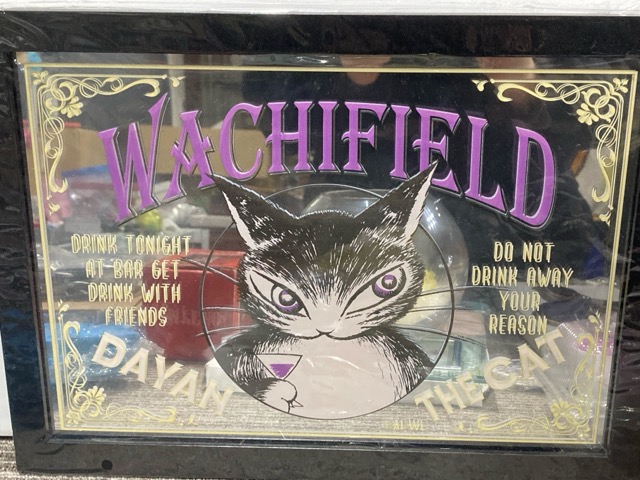 WACHIFIELD
DRINK TONIGHT
AT BAR GET
DRINK WITH
FRIENDS
DO NOT
DRINK AWAY
YOUR
REASON
DAYAN
THE CAT